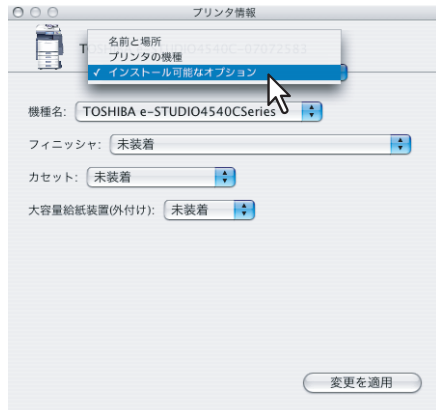 プリンタ情報
名前と場所
TOSHIBA e-STUDIO4540C-07072583
プリンタの機種
✓ インストール可能なオプション
機種名: TOSHIBA e-STUDIO4540CSeries
フィニッシャ: 未装着
カセット: 未装着
大容量給紙装置(外付け): 未装着
変更を適用